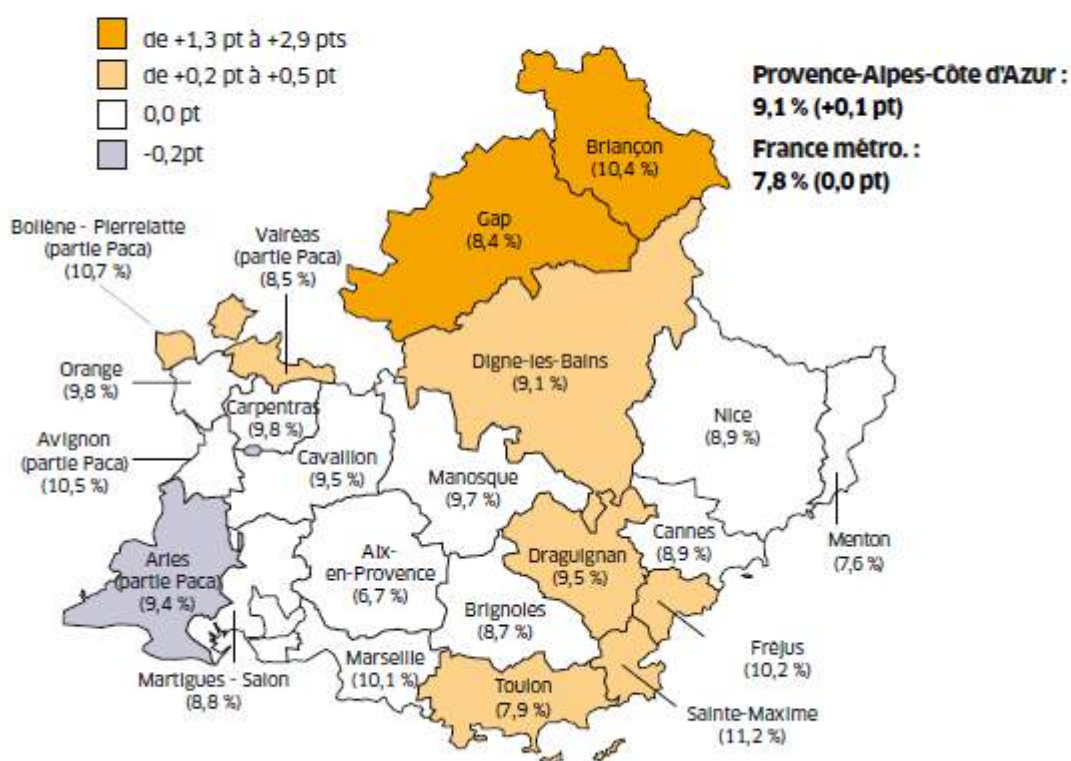 de +1,3 pt à +2,9 pts
de +0,2 pt à +0,5 pt
0,0 pt
-0,2pt
Provence-Alpes-Côte d'Azur :
9,1 % (+0,1 pt)
France métro. :
7,8 % (0,0 pt)
Briançon
(10,4 %)
Gap
(8,4 %)
Bollène - Pierrelatte
(partie Paca)
(10,7 %)
Valréas
(partie Paca)
(8,5 %)
Digne-les-Bains
(9,1 %)
Orange
(9,8 %)
Carpentras
(9,8 %)
Nice
(8,9 %)
Avignon
(partie Paca)
(10,5 %)
Cavaillon
(9,5 %)
Manosque
(9,7 %)
Cannes
(8,9 %)
Menton
(7,6 %)
Arles
(partie Paca)
(9,4 %)
Aix-
en-Provence
(6,7 %)
Draguignan
(9,5 %)
Brignoles
(8,7 %)
Fréjus
(10,2 %)
Martigues - Salon
(8,8 %)
Marseille
(10,1 %)
Toulon
(7,9 %)
Sainte-Maxime
(11,2 %)